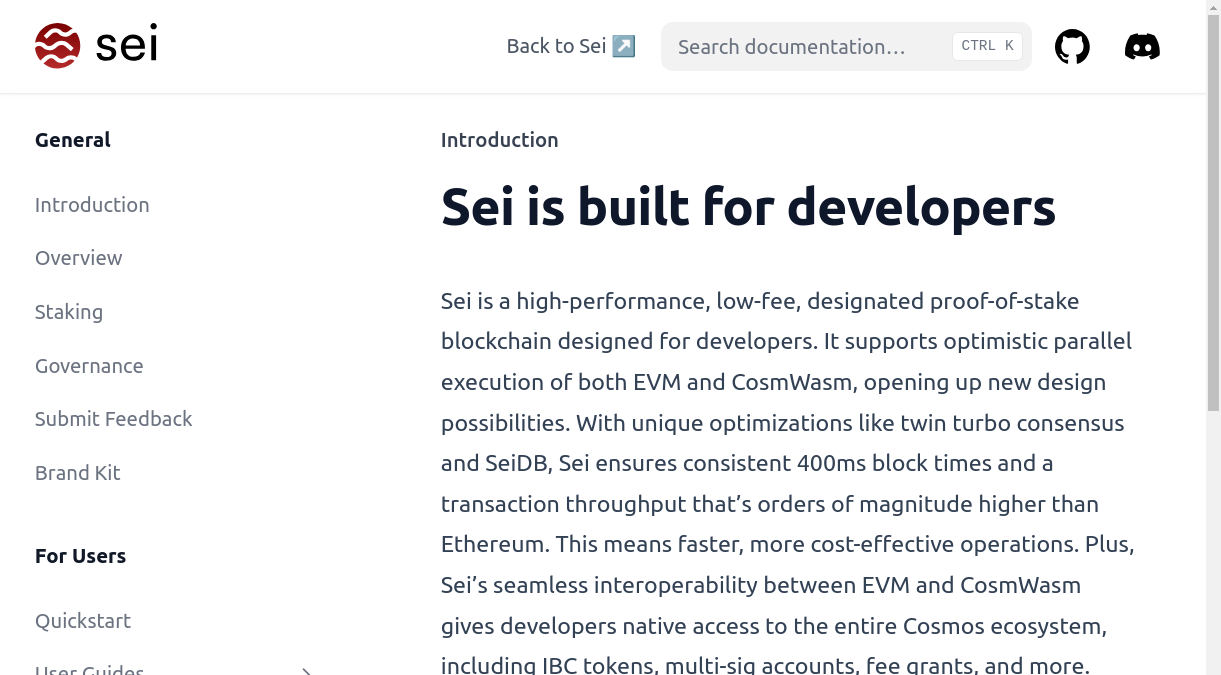 sei
Back to Sei ↗
Search documentation…
CTRL K
General
Introduction
Overview
Staking
Governance
Submit Feedback
Brand Kit
For Users
Quickstart
User Guides
Introduction
Sei is built for developers
Sei is a high-performance, low-fee, designated proof-of-stake
blockchain designed for developers. It supports optimistic parallel
execution of both EVM and CosmWasm, opening up new design
possibilities. With unique optimizations like twin turbo consensus
and SeiDB, Sei ensures consistent 400ms block times and a
transaction throughput that’s orders of magnitude higher than
Ethereum. This means faster, more cost-effective operations. Plus,
Sei’s seamless interoperability between EVM and CosmWasm
gives developers native access to the entire Cosmos ecosystem,
including IBC tokens, multi-sig accounts, fee grants, and more.